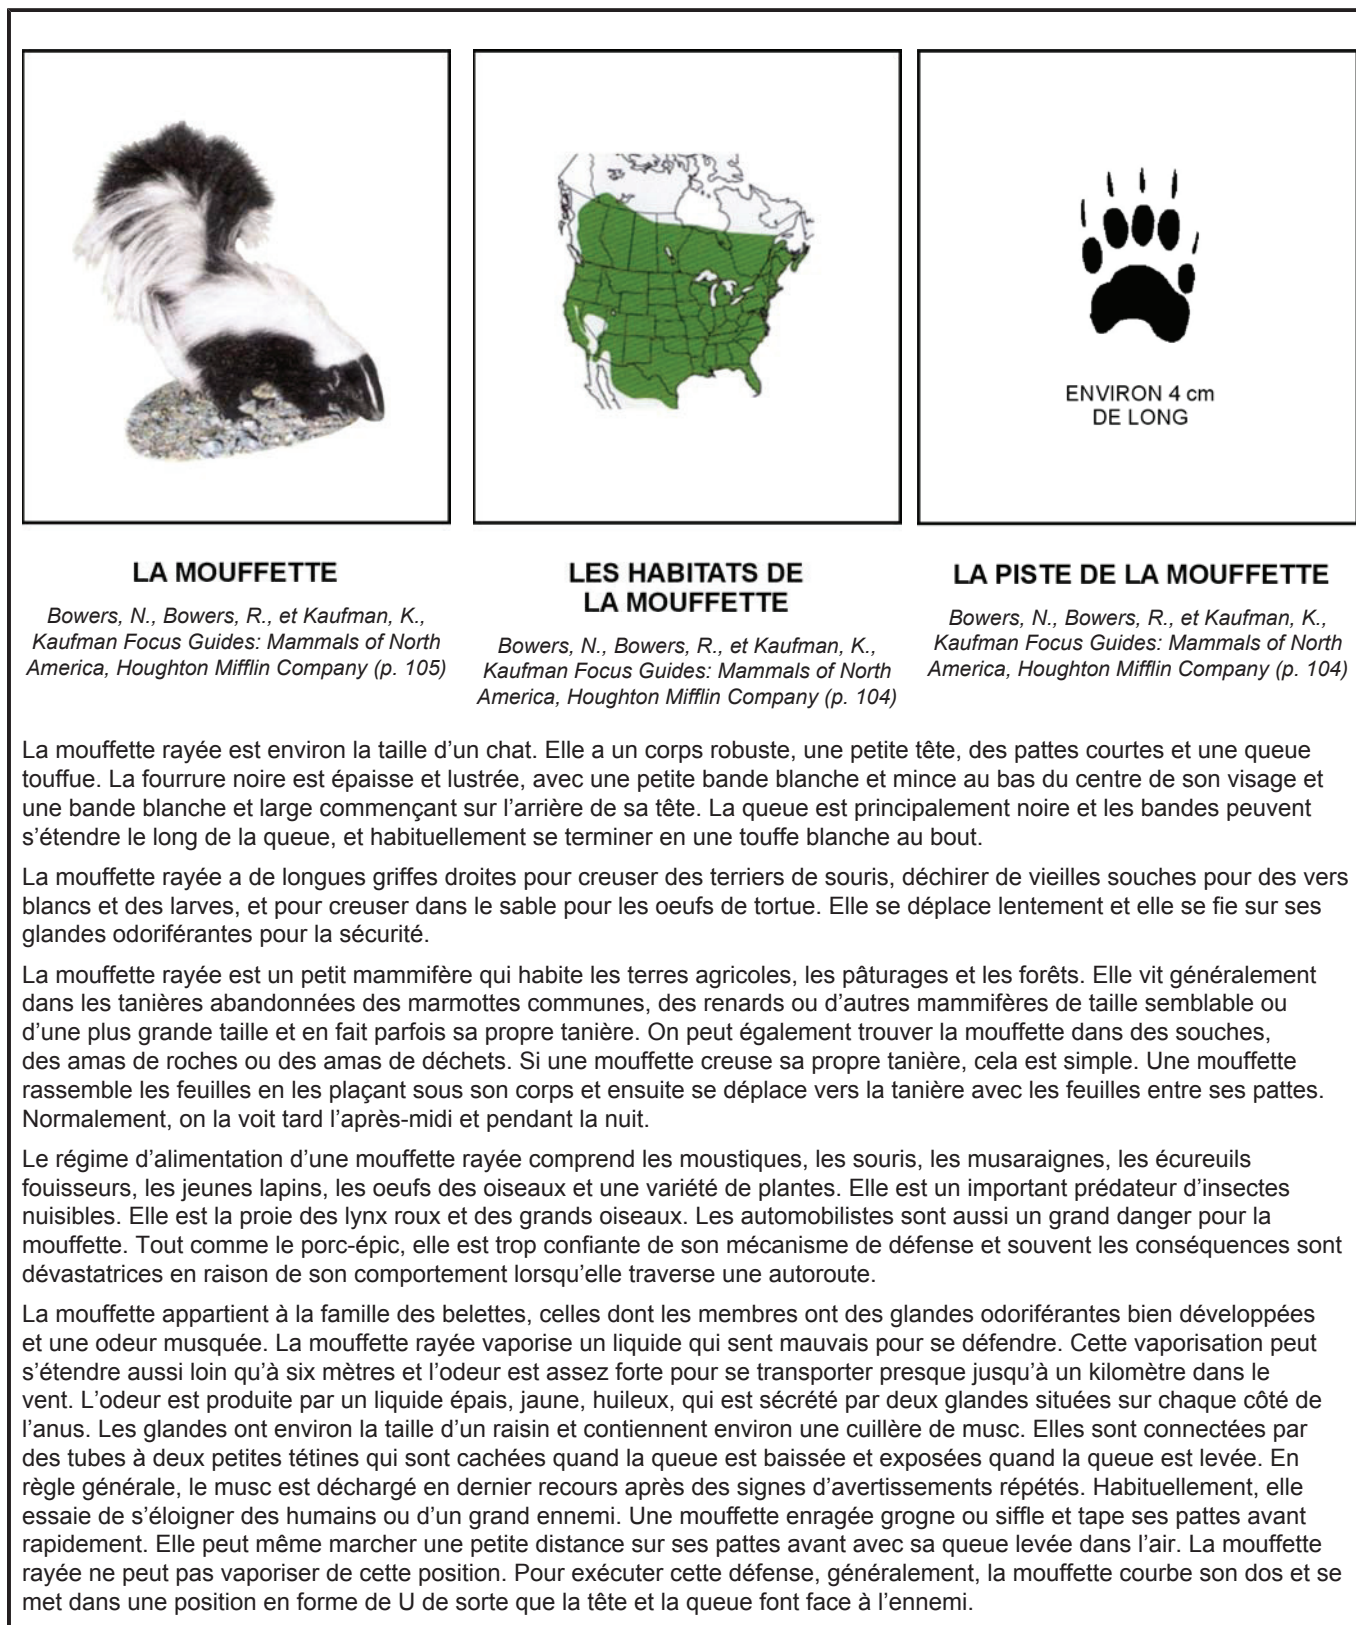 ENVIRON 4 cm
DE LONG
LA MOUFFETTE
Bowers, N., Bowers, R., et Kaufman, K.,
Kaufman Focus Guides: Mammals of North
America, Houghton Mifflin Company (p. 105)
LES HABITATS DE
LA MOUFFETTE
Bowers, N., Bowers, R., et Kaufman, K.,
Kaufman Focus Guides: Mammals of North
America, Houghton Mifflin Company (p. 104)
LA PISTE DE LA MOUFFETTE
Bowers, N., Bowers, R., et Kaufman, K.,
Kaufman Focus Guides: Mammals of North
America, Houghton Mifflin Company (p. 104)
La mouffette rayée est environ la taille d'un chat. Elle a un corps robuste, une petite tête, des pattes courtes et une queue
touffue. La fourrure noire est épaisse et lustrée, avec une petite bande blanche et mince au bas du centre de son visage et
une bande blanche et large commençant sur l'arrière de sa tête. La queue est principalement noire et les bandes peuvent
s'étendre le long de la queue, et habituellement se terminer en une touffe blanche au bout.
La mouffette rayée a de longues griffes droites pour creuser des terriers de souris, déchirer de vieilles souches pour des vers
blancs et des larves, et pour creuser dans le sable pour les oeufs de tortue. Elle se déplace lentement et elle se fie sur ses
glandes odoriférantes pour la sécurité.
La mouffette rayée est un petit mammifère qui habite les terres agricoles, les pâturages et les forêts. Elle vit généralement
dans les tanières abandonnées des marmottes communes, des renards ou d'autres mammifères de taille semblable ou
d'une plus grande taille et en fait parfois sa propre tanière. On peut également trouver la mouffette dans des souches,
des amas de roches ou des amas de déchets. Si une mouffette creuse sa propre tanière, cela est simple. Une mouffette
rassemble les feuilles en les plaçant sous son corps et ensuite se déplace vers la tanière avec les feuilles entre ses pattes.
Normalement, on la voit tard l'après-midi et pendant la nuit.
Le régime d'alimentation d'une mouffette rayée comprend les moustiques, les souris, les musaraignes, les écureuils
fouisseurs, les jeunes lapins, les oeufs des oiseaux et une variété de plantes. Elle est un important prédateur d'insectes
nuisibles. Elle est la proie des lynx roux et des grands oiseaux. Les automobilistes sont aussi un grand danger pour la
mouffette. Tout comme le porc-épic, elle est trop confiante de son mécanisme de défense et souvent les conséquences sont
dévastatrices en raison de son comportement lorsqu'elle traverse une autoroute.
La mouffette appartient à la famille des belettes, celles dont les membres ont des glandes odoriférantes bien développées
et une odeur musquée. La mouffette rayée vaporise un liquide qui sent mauvais pour se défendre. Cette vaporisation peut
s'étendre aussi loin qu'à six mètres et l'odeur est assez forte pour se transporter presque jusqu'à un kilomètre dans le
vent. L'odeur est produite par un liquide épais, jaune, huileux, qui est sécrété par deux glandes situées sur chaque côté de
l'anus. Les glandes ont environ la taille d'un raisin et contiennent environ une cuillère de musc. Elles sont connectées par
des tubes à deux petites tétines qui sont cachées quand la queue est baissée et exposées quand la queue est levée. En
règle générale, le musc est déchargé en dernier recours après des signes d'avertissements répétés. Habituellement, elle
essaie de s'éloigner des humains ou d'un grand ennemi. Une mouffette enragée grogne ou siffle et tape ses pattes avant
rapidement. Elle peut même marcher une petite distance sur ses pattes avant avec sa queue levée dans l'air. La mouffette
rayée ne peut pas vaporiser de cette position. Pour exécuter cette défense, généralement, la mouffette courbe son dos et se
met dans une position en forme de U de sorte que la tête et la queue font face à l'ennemi.